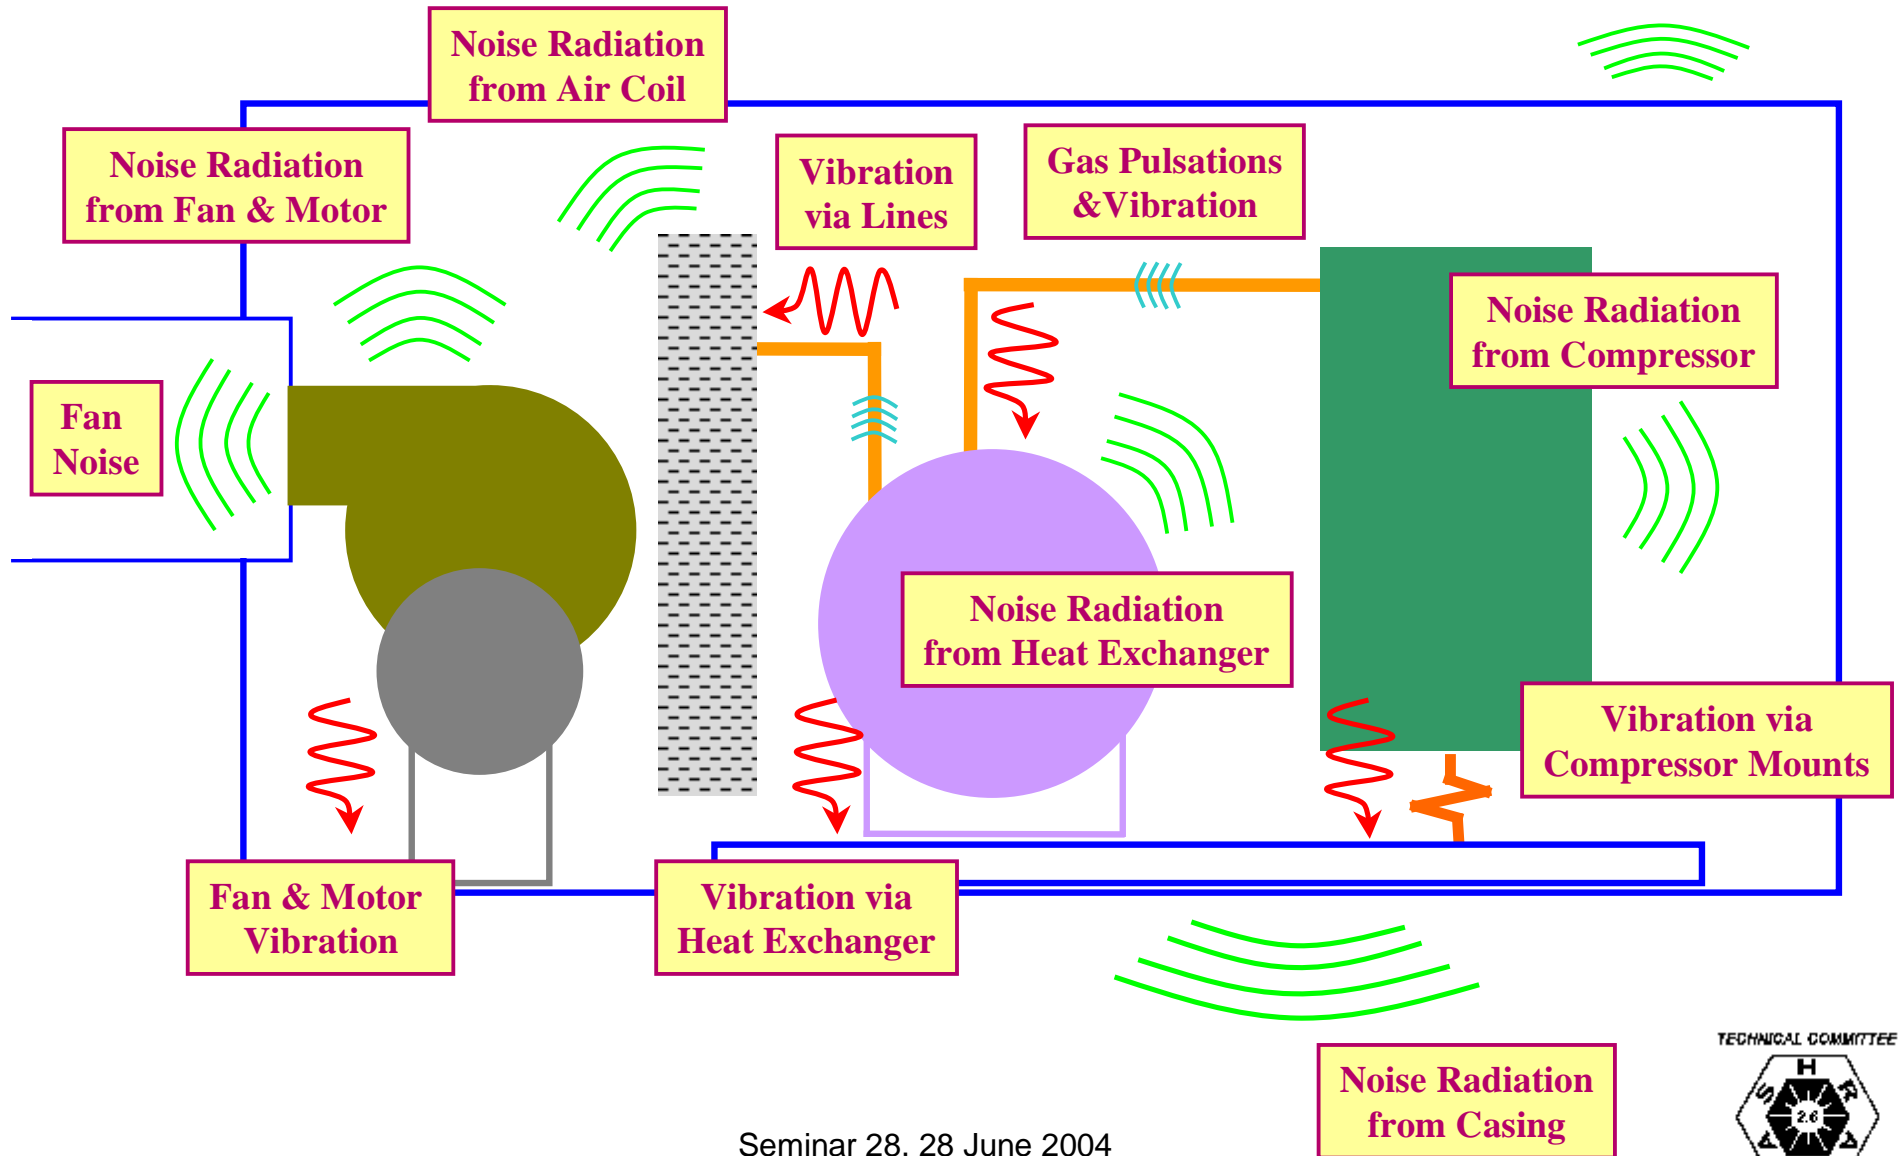 Noise Radiation
from Air Coil
Noise Radiation
from Fan & Motor
Vibration
via Lines
Gas Pulsations
&Vibration
Noise Radiation
from Compressor
Fan
Noise
Noise Radiation
from Heat Exchanger
Vibration via
Compressor Mounts
Fan & Motor
Vibration
Vibration via
Heat Exchanger
Noise Radiation
from Casing
TECHNICAL COMMITTEE
ASHRA
2.6
Seminar 28, 28 June 2004